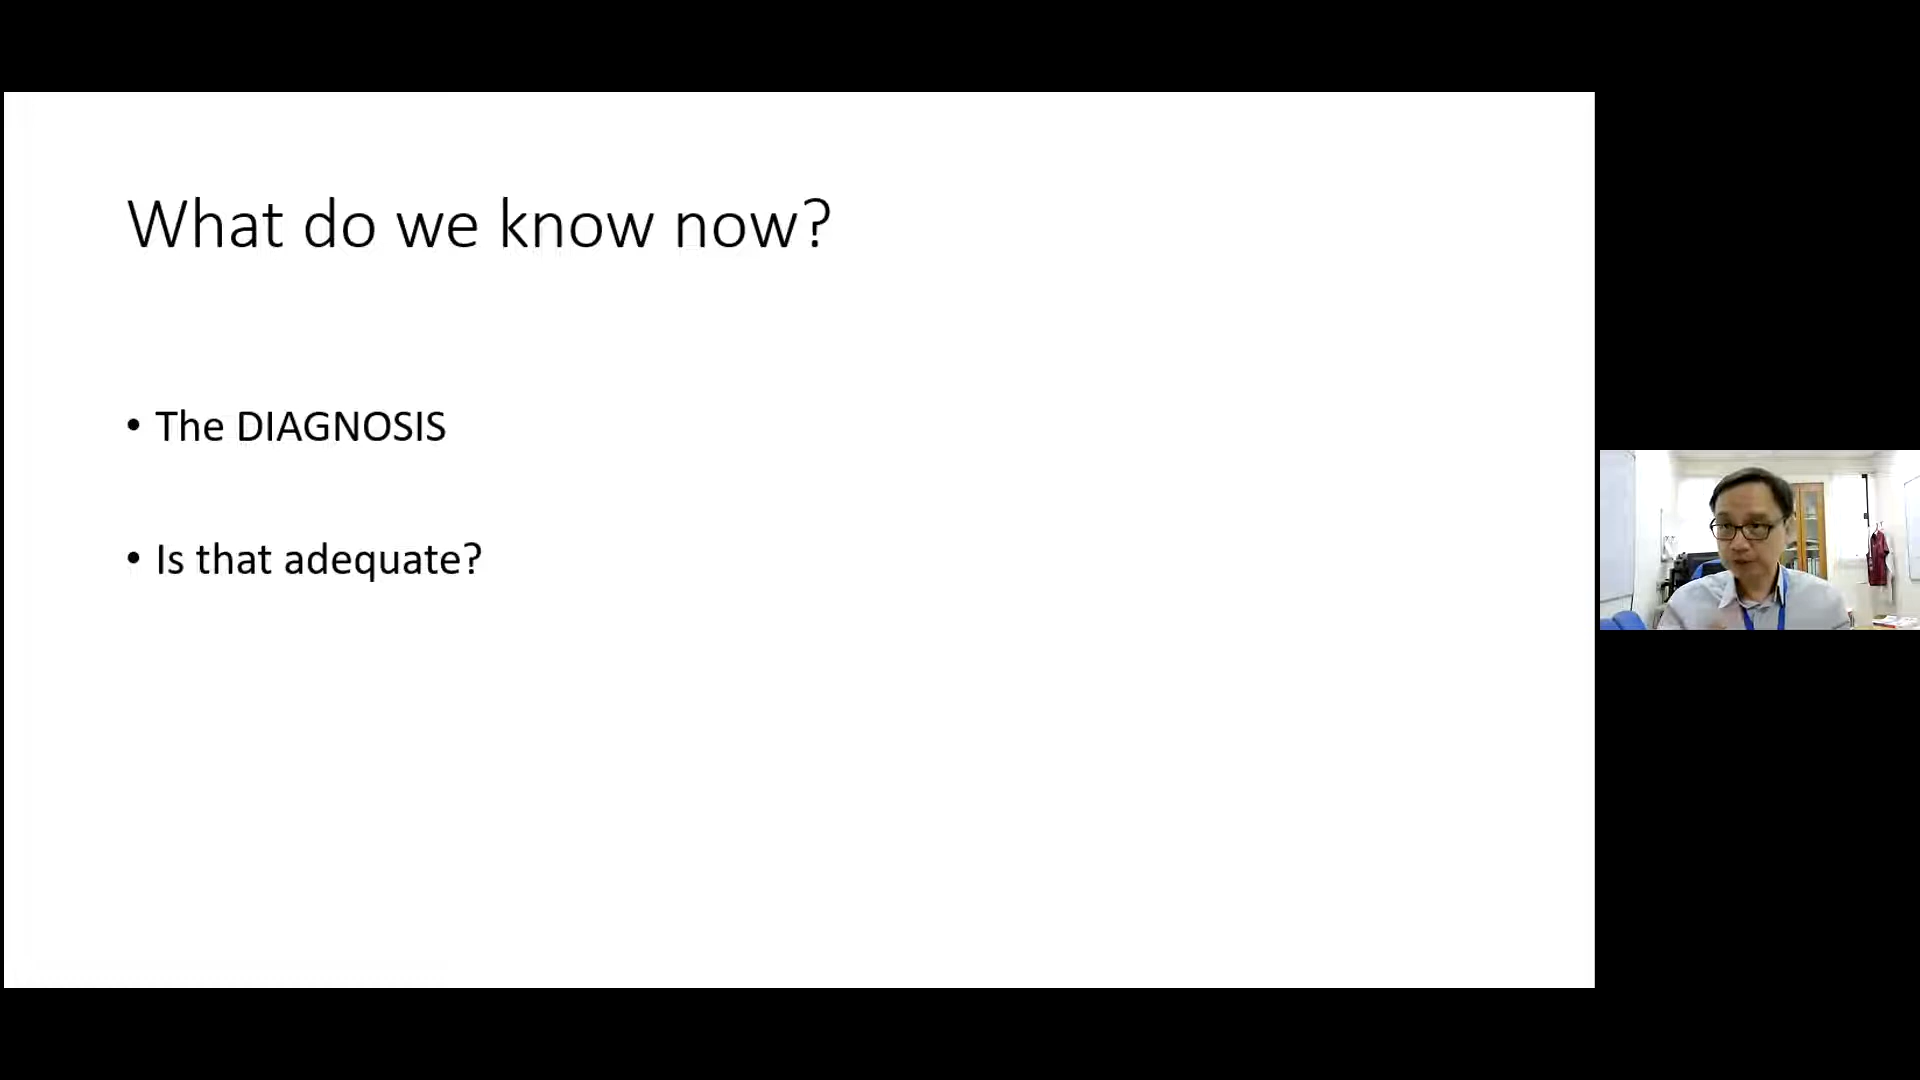 What do we know now?
• The DIAGNOSIS
• Is that adequate?